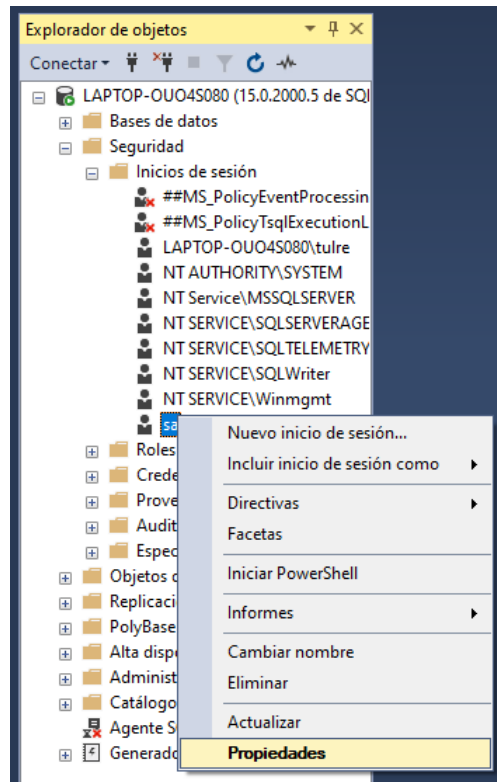 Explorador de objetos
Conectar
LAPTOP-OUO4S080 (15.0.2000.5 de SQl
Bases de datos
Seguridad
Inicios de sesión
##MS_PolicyEventProcessin
##MS_PolicyTsqlExecutionL
LAPTOP-OUO4S080\tulre
NT AUTHORITY\SYSTEM
NT Service\MSSQLSERVER
NT SERVICE\SQLSERVERAGE
NT SERVICE\SQLTELEMETRY
NT SERVICE\SQLWriter
NT SERVICE\Winmgmt
sa
Nuevo inicio de sesión...
Incluir inicio de sesión como
Directivas
Facetas
Iniciar PowerShell
Informes
Cambiar nombre
Eliminar
Actualizar
Propiedades
Roles
Crede
Prove
Audit
Espec
Objetos d
Replicaci
PolyBase
Alta disp
Administ
Catálogo
Agente S
Generado